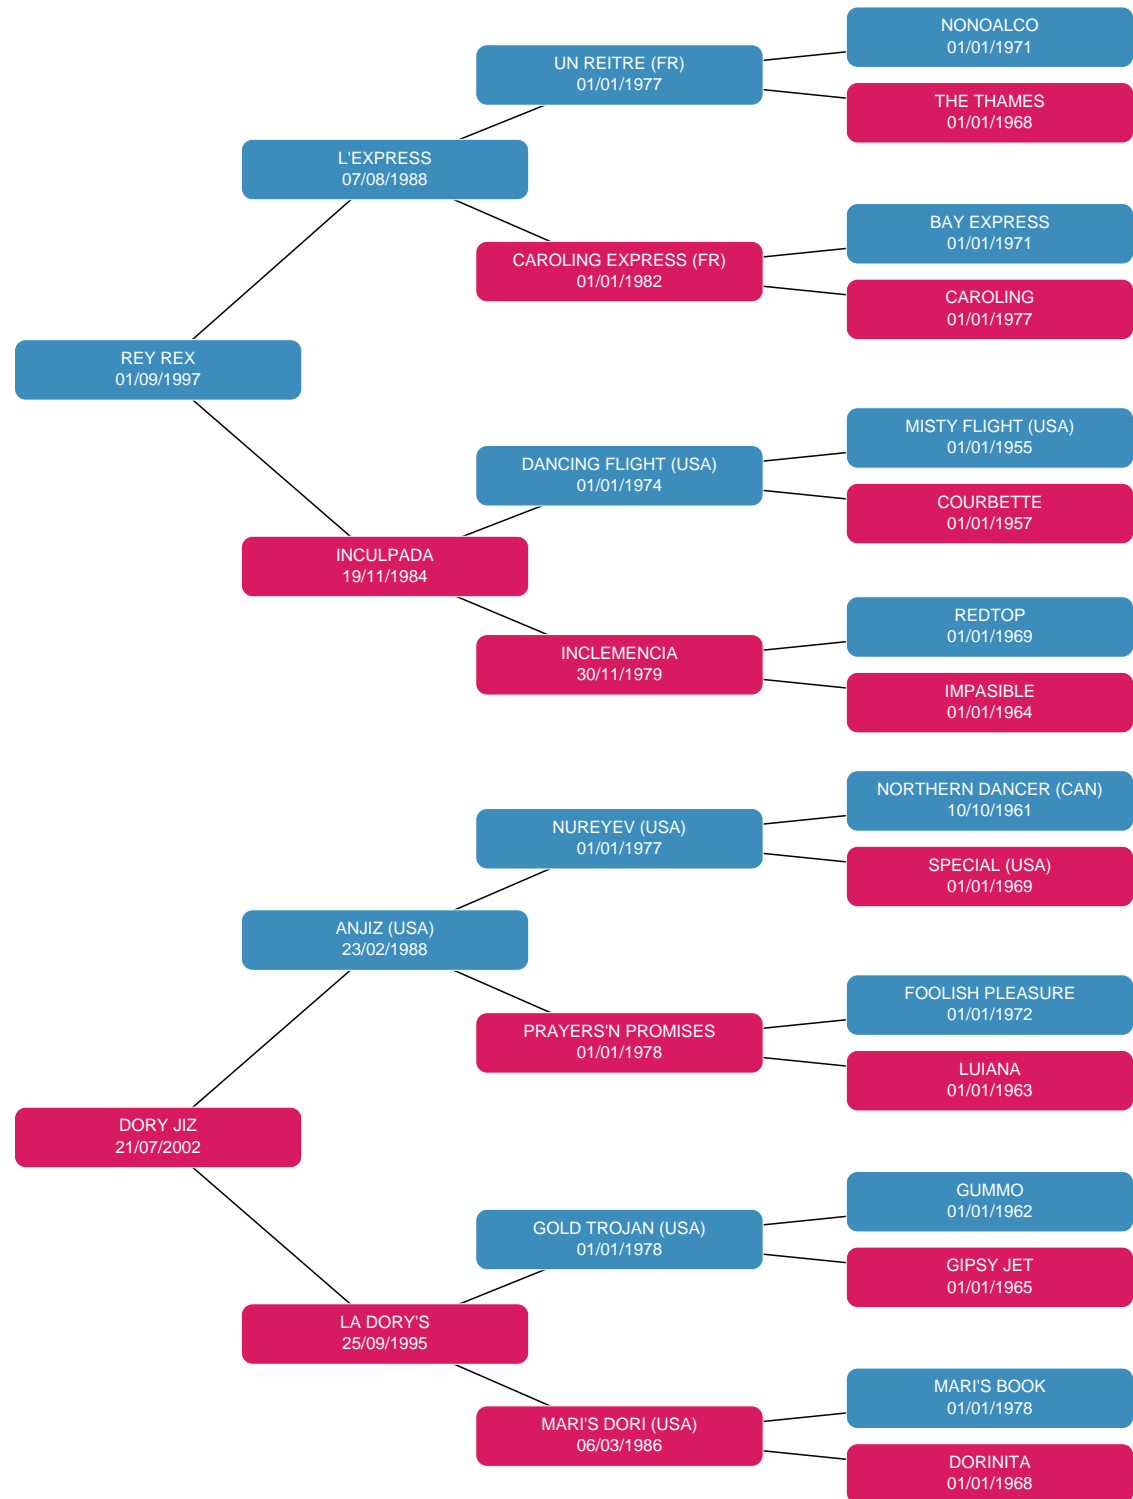 NONOALCO
01/01/1971
UN REITRE (FR)
01/01/1977
THE THAMES
01/01/1968
L'EXPRESS
07/08/1988
BAY EXPRESS
01/01/1971
CAROLING EXPRESS (FR)
01/01/1982
CAROLING
01/01/1977
REY REX
01/09/1997
MISTY FLIGHT (USA)
01/01/1955
DANCING FLIGHT (USA)
01/01/1974
COURBETTE
01/01/1957
INCULPADA
19/11/1984
REDTOP
01/01/1969
INCLEMENCIA
30/11/1979
IMPASIBLE
01/01/1964
NORTHERN DANCER (CAN)
10/10/1961
NUREYEV (USA)
01/01/1977
SPECIAL (USA)
01/01/1969
ANJIZ (USA)
23/02/1988
FOOLISH PLEASURE
01/01/1972
PRAYERS'N PROMISES
01/01/1978
LUIANA
01/01/1963
DORY JIZ
21/07/2002
GUMMO
01/01/1962
GOLD TROJAN (USA)
01/01/1978
GIPSY JET
01/01/1965
LA DORY'S
25/09/1995
MARI'S BOOK
01/01/1978
MARI'S DORI (USA)
06/03/1986
DORINITA
01/01/1968